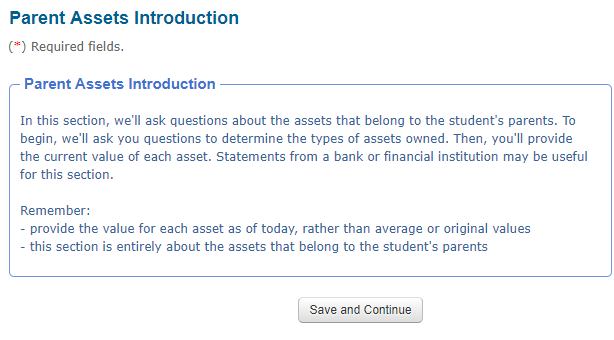 Parent Assets Introduction
(*) Required fields.
Parent Assets Introduction
In this section, we'll ask questions about the assets that belong to the student's parents. To
begin, we'll ask you questions to determine the types of assets owned. Then, you'll provide
the current value of each asset. Statements from a bank or financial institution may be useful
for this section.
Remember:
- provide the value for each asset as of today, rather than average or original values
- this section is entirely about the assets that belong to the student's parents
Save and Continue